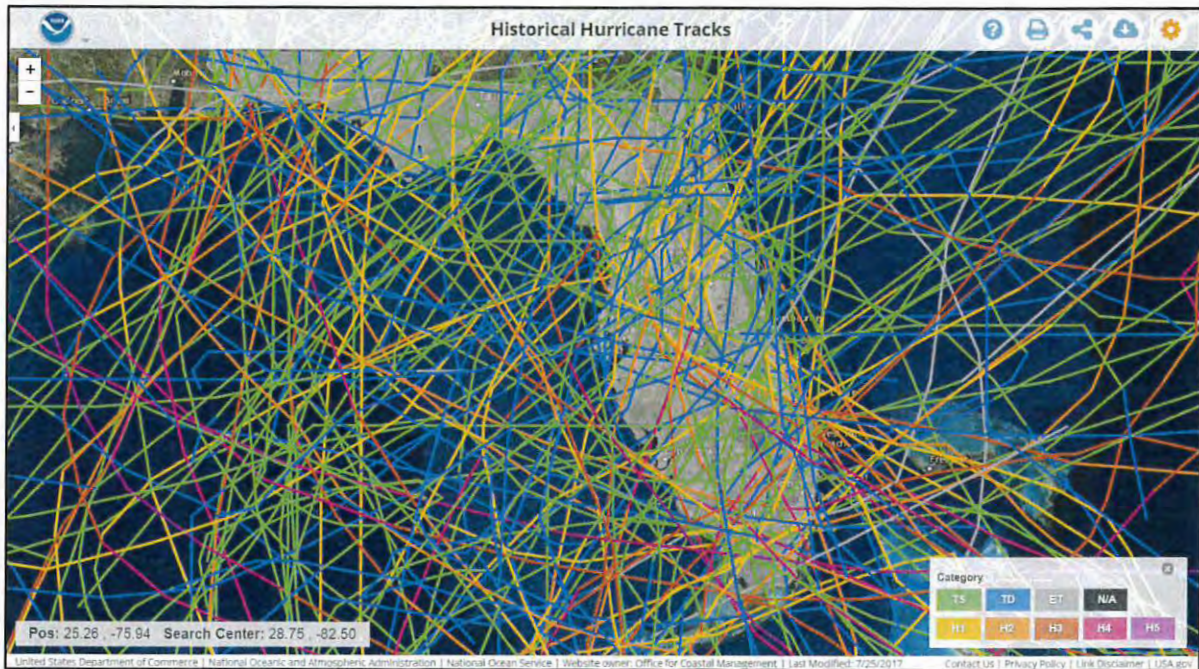 Historical Hurricane Tracks
+
−
Category
TS TD ET N/A
H1 H2 H3 H4 H5
Pos: 25.26 , -75.94 Search Center: 28.75 , -82.50
United States Department of Commerce | National Oceanic and Atmospheric Administration | National Ocean Service | Website owner: Office for Coastal Management | Last Modified: 7/25/2017 Contact Us | Privacy Policy | Link Disclaimer | USA.gov